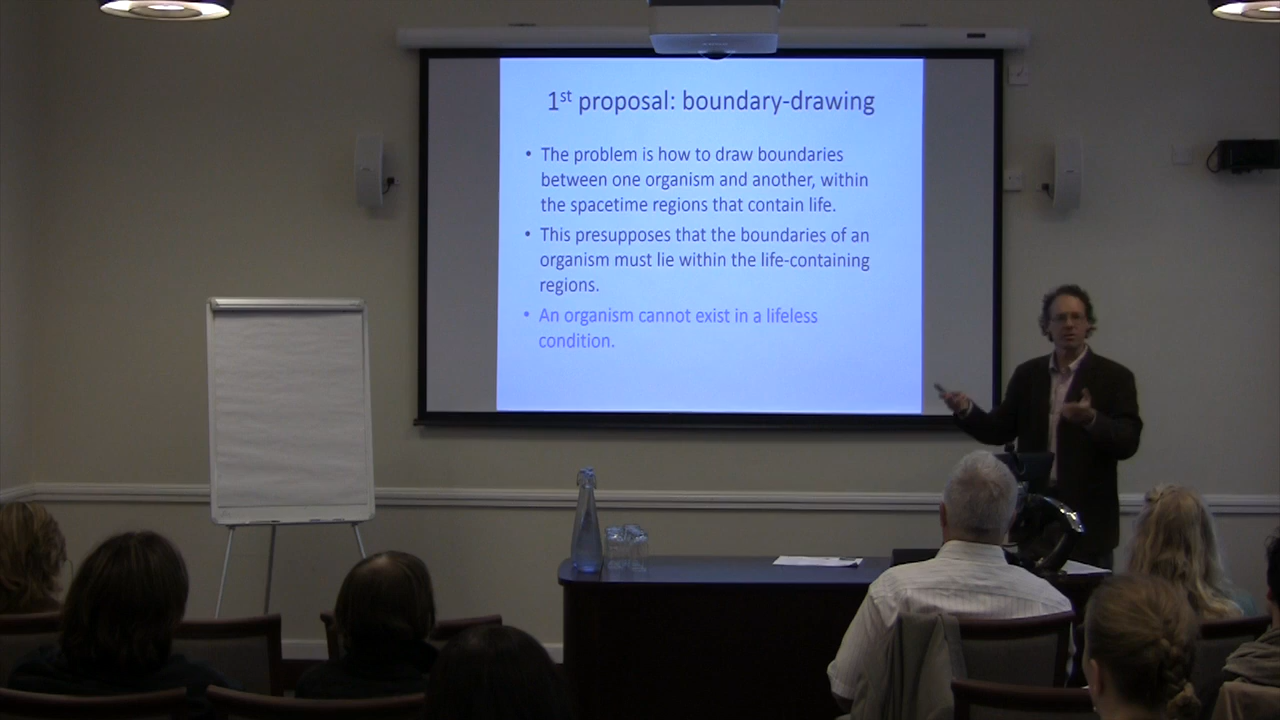 1st proposal: boundary-drawing
• The problem is how to draw boundaries
between one organism and another, within
the spacetime regions that contain life.
• This presupposes that the boundaries of an
organism must lie within the life-containing
regions.
• An organism cannot exist in a lifeless
condition.